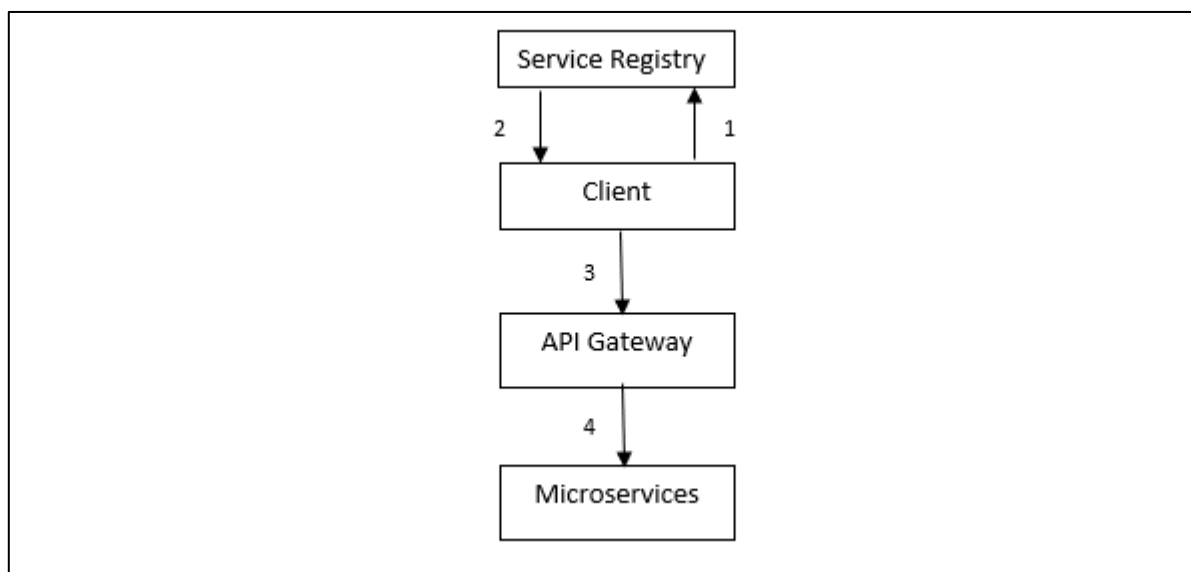 Service Registry
2
1
Client
3
API Gateway
4
Microservices